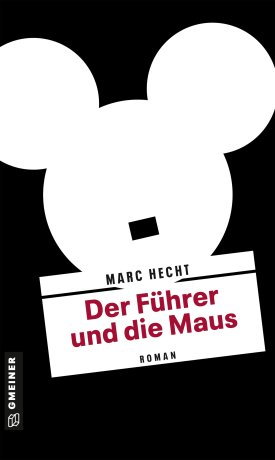 MARC HECHT
Der Führer
und die Maus
ROMAN
GMEINER